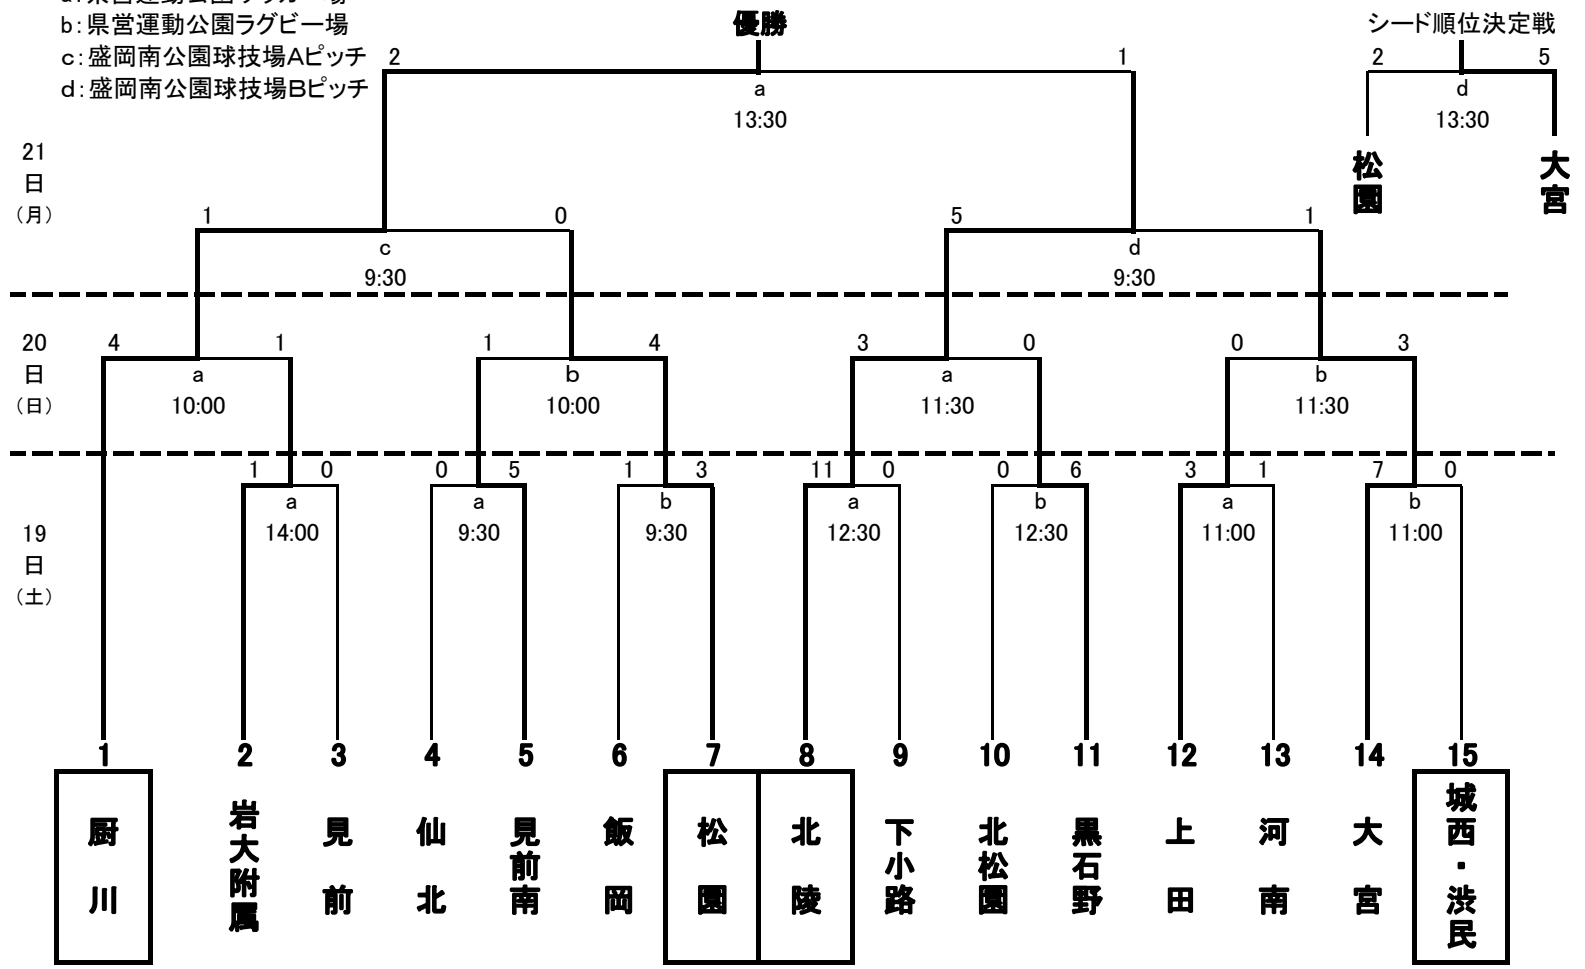 b:県営運動公園ラグビー場
c:盛岡南公園球技場Aピッチ
d:盛岡南公園球技場Bピッチ
優勝
シード順位決定戦
2 1
a
13:30
2 5
d
13:30
松園 大宮
21
日
(月)
1 0 5 1
c d
9:30 9:30
20
日
(日)
4 1 1 4 3 0 0 3
a b a b
10:00 10:00 11:30 11:30
19
日
(土)
1 0 0 5 1 3 11 0 0 6 3 1 7 0
a a b a b a b
14:00 9:30 9:30 12:30 12:30 11:00 11:00
1 2 3 4 5 6 7 8 9 10 11 12 13 14 15
厨川
岩大附属
見前
仙北
見前南
飯岡
松園
北陵
下小路
北松園
黒石野
上田
河南
大宮
城西・渋民